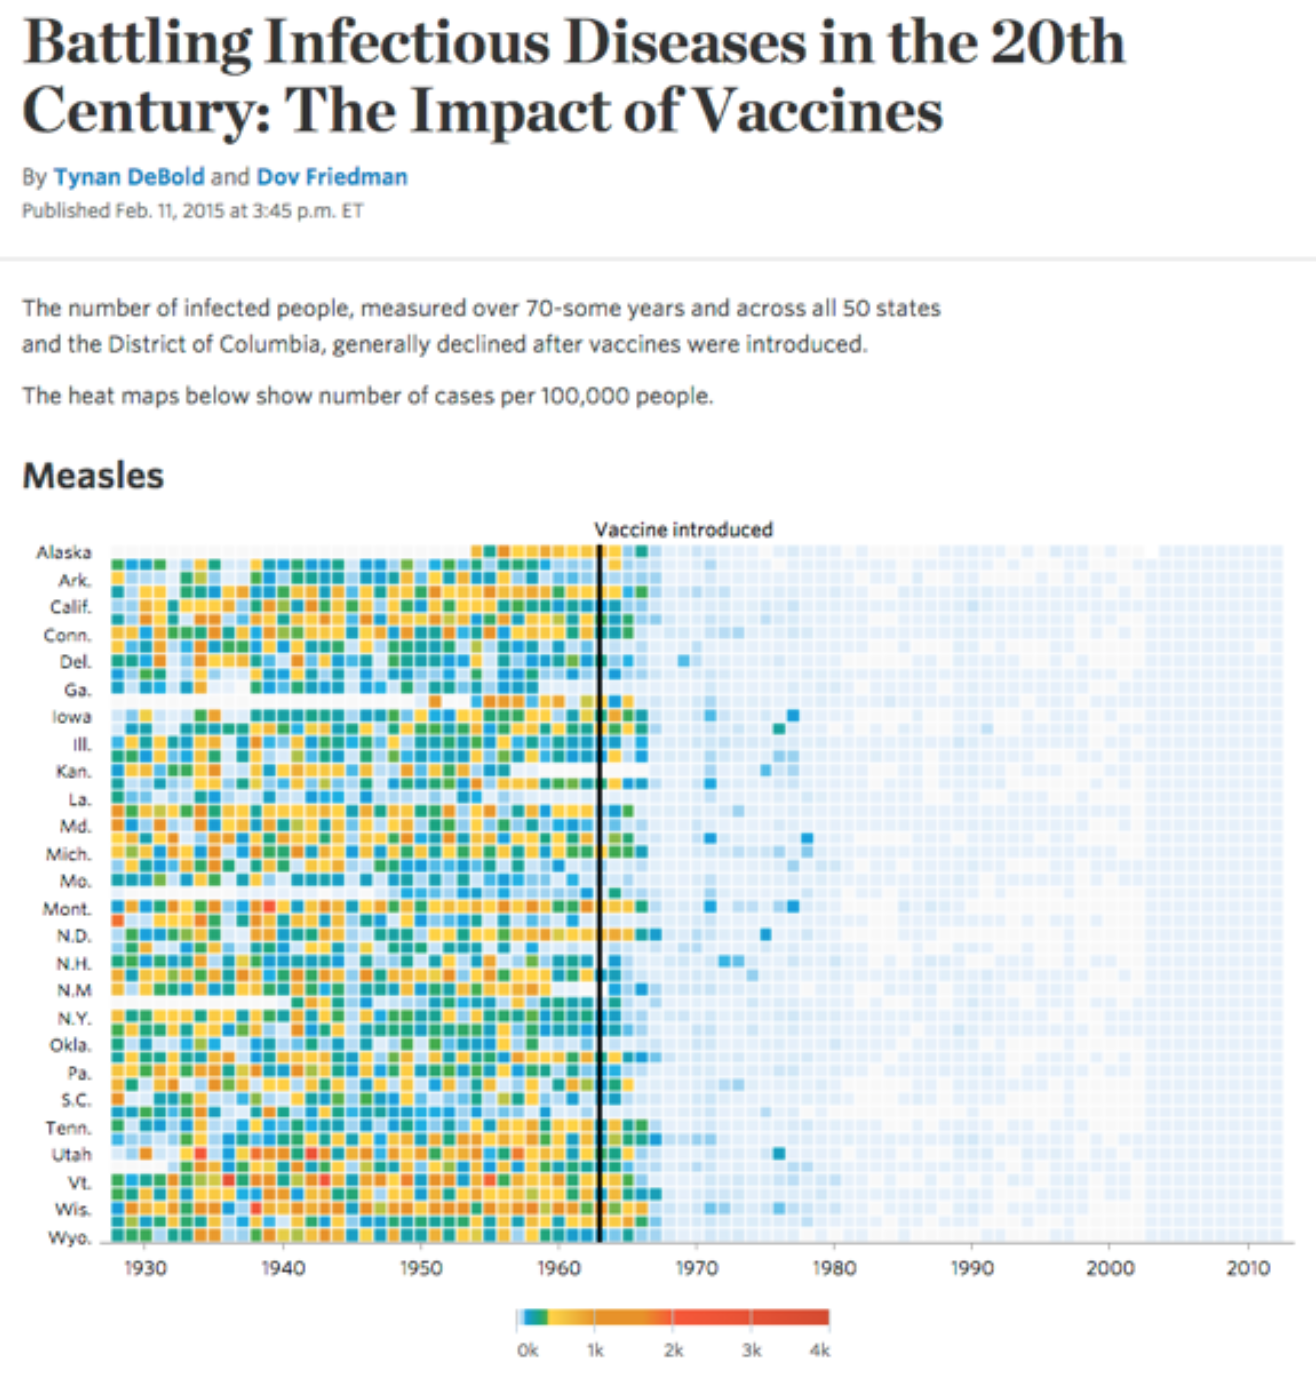 Battling Infectious Diseases in the 20th
Century: The Impact of Vaccines
By Tynan DeBold and Dov Friedman
Published Feb. 11, 2015 at 3:45 p.m. ET
The number of infected people, measured over 70-some years and across all 50 states
and the District of Columbia, generally declined after vaccines were introduced.
The heat maps below show number of cases per 100,000 people.
Measles
Vaccine introduced
Alaska
Ark.
Calif.
Conn.
Del.
Ga.
Iowa
Ill.
Kan.
La.
Md.
Mich.
Mo.
Mont.
N.D.
N.H.
N.M
N.Y.
Okla.
Pa.
S.C.
Tenn.
Utah
Vt.
Wis.
Wyo.
1930 1940 1950 1960 1970 1980 1990 2000 2010
0k 1k 2k 3k 4k